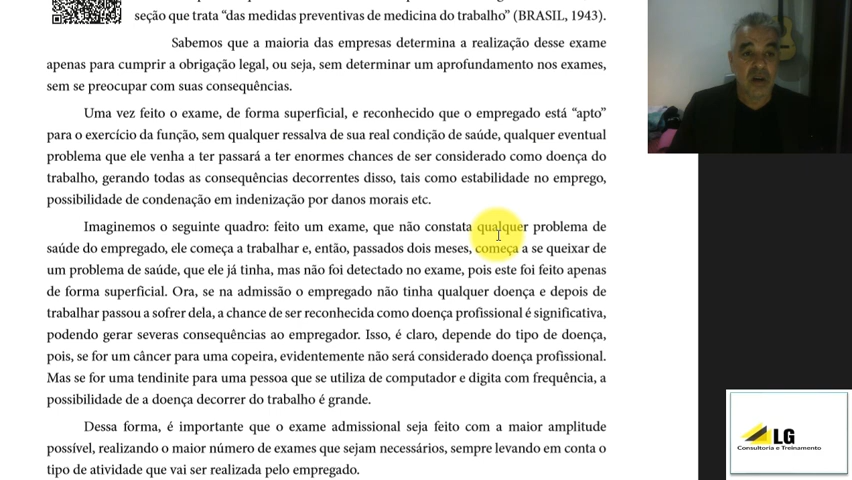 seção que trata “das medidas preventivas de medicina do trabalho” (BRASIL, 1943).
Sabemos que a maioria das empresas determina a realização desse exame
apenas para cumprir a obrigação legal, ou seja, sem determinar um aprofundamento nos exames,
sem se preocupar com suas consequências.
Uma vez feito o exame, de forma superficial, e reconhecido que o empregado está “apto”
para o exercício da função, sem qualquer ressalva de sua real condição de saúde, qualquer eventual
problema que ele venha a ter passará a ter enormes chances de ser considerado como doença do
trabalho, gerando todas as consequências decorrentes disso, tais como estabilidade no emprego,
possibilidade de condenação em indenização por danos morais etc.
Imaginemos o seguinte quadro: feito um exame, que não constata qualquer problema de
saúde do empregado, ele começa a trabalhar e, então, passados dois meses, começa a se queixar de
um problema de saúde, que ele já tinha, mas não foi detectado no exame, pois este foi feito apenas
de forma superficial. Ora, se na admissão o empregado não tinha qualquer doença e depois de
trabalhar passou a sofrer dela, a chance de ser reconhecida como doença profissional é significativa,
podendo gerar severas consequências ao empregador. Isso, é claro, depende do tipo de doença,
pois, se for um câncer para uma copeira, evidentemente não será considerado doença profissional.
Mas se for uma tendinite para uma pessoa que se utiliza de computador e digita com frequência, a
possibilidade de a doença decorrer do trabalho é grande.
Dessa forma, é importante que o exame admissional seja feito com a maior amplitude
possível, realizando o maior número de exames que sejam necessários, sempre levando em conta o
tipo de atividade que vai ser realizada pelo empregado.
LG
Consultoria e Treinamento